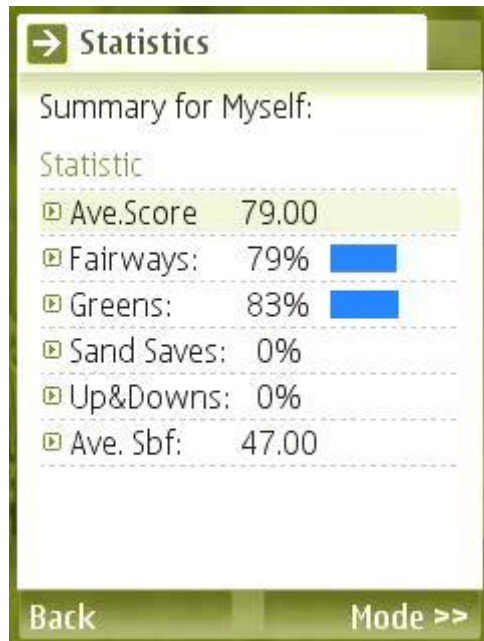 Statistics
Summary for Myself:
Statistic
Ave.Score 79.00
Fairways: 79%
Greens: 83%
Sand Saves: 0%
Up&Downs: 0%
Ave. Sbf: 47.00
Back Mode >>